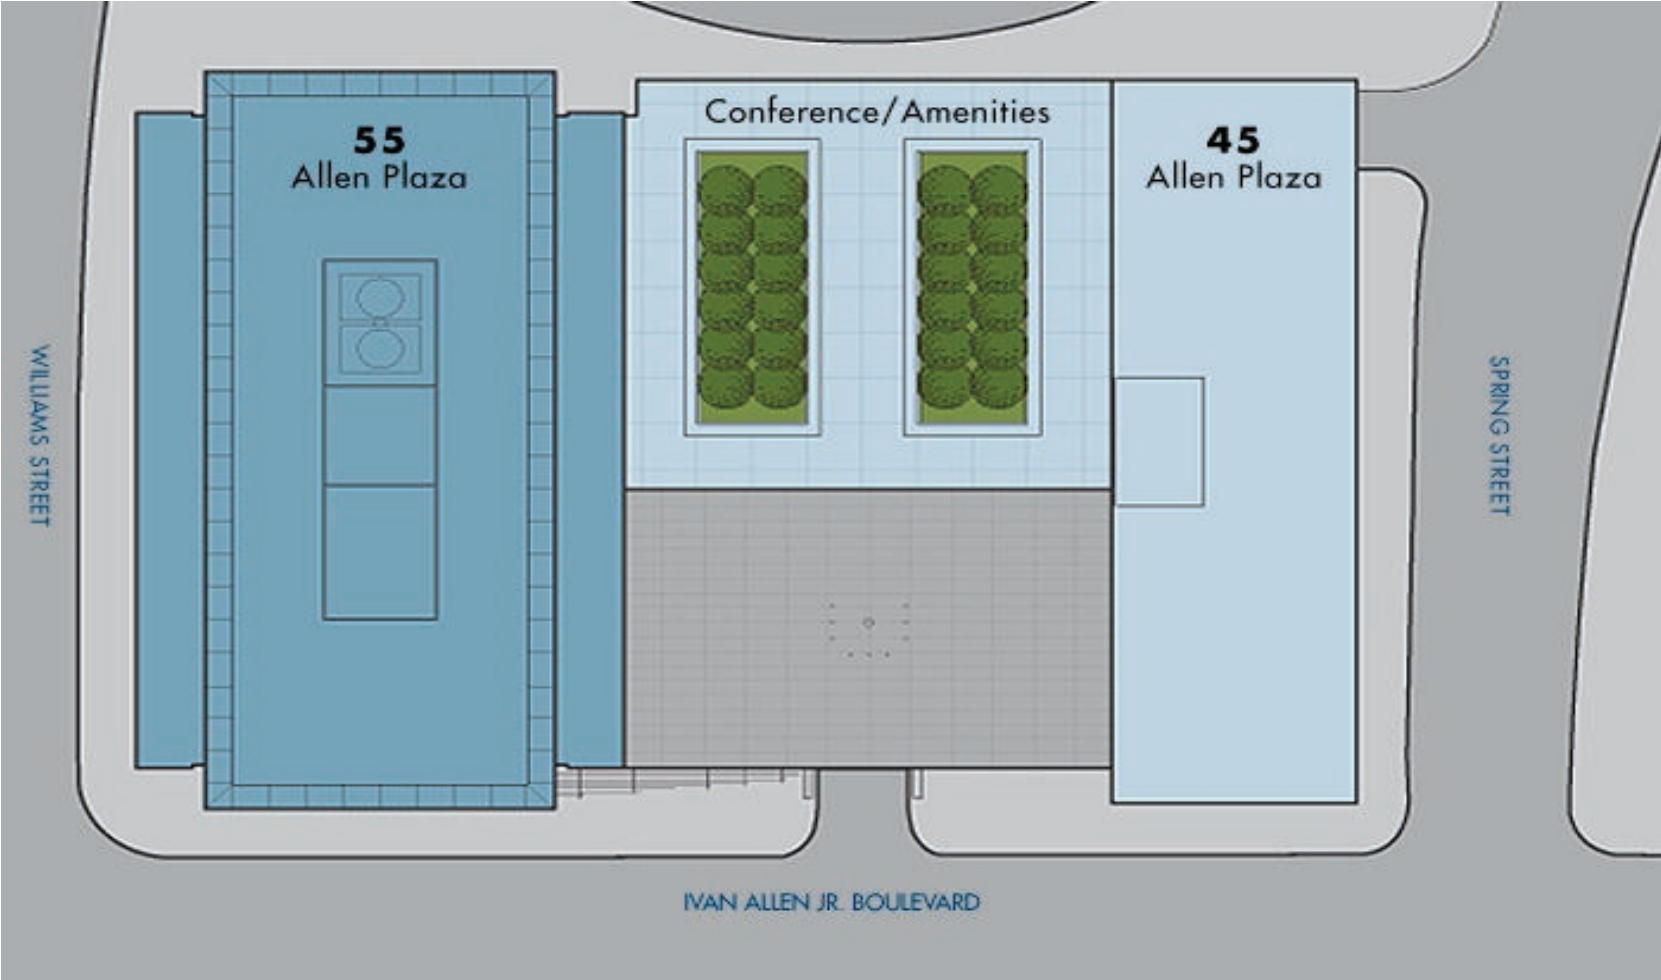 Conference/Amenities
55
Allen Plaza
45
Allen Plaza
WILLIAMS STREET
SPRING STREET
IVAN ALLEN JR. BOULEVARD